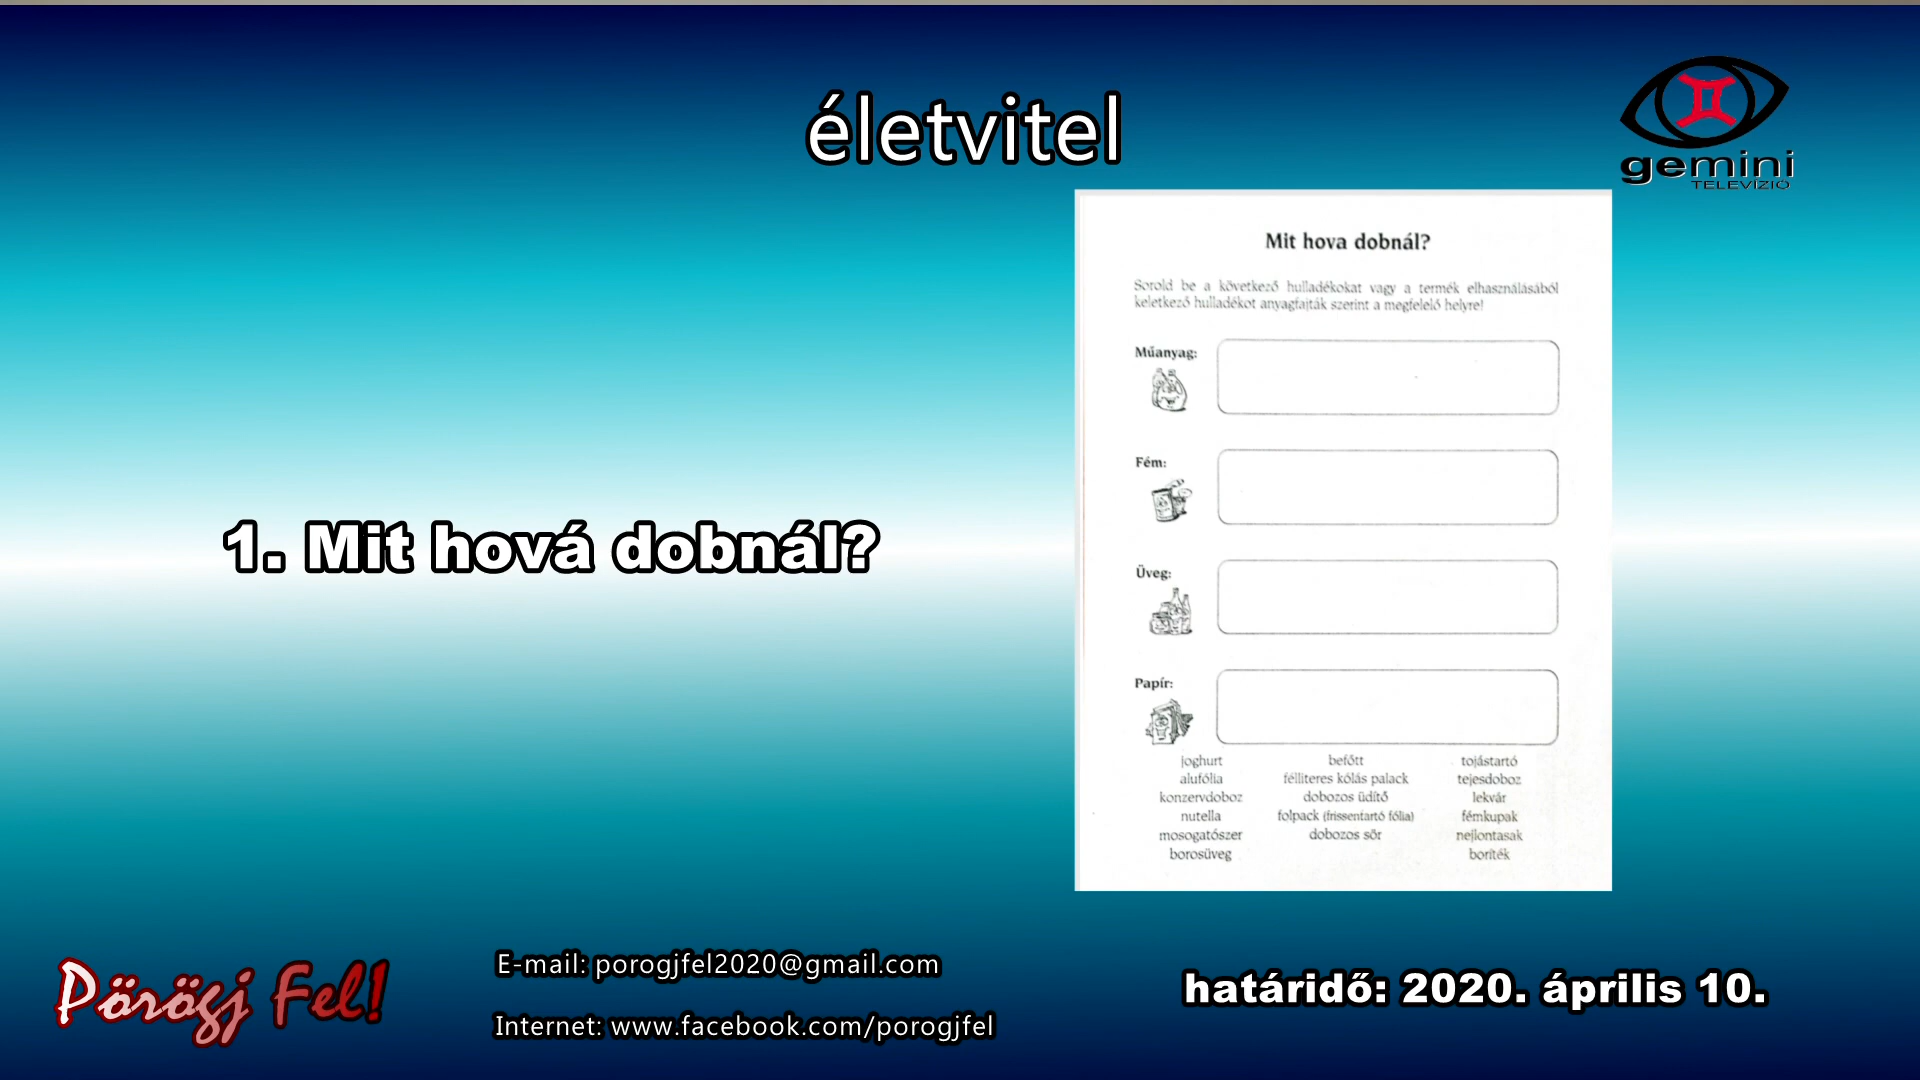 életvitel
gemini
TELEVÍZIÓ
1. Mit hová dobnál?
Mit hova dobnál?
Sorold be a következő hulladékokat vagy a termék elhasználásából
keletkező hulladékot anyagfajták szerint a megfelelő helyre!
Műanyag:
Fém:
Üveg:
Papír:
joghurt befőtt tojástartó
alufólia félliteres kólás palack tejesdoboz
konzervdoboz dobozos üdítő lekvár
nutella folpack (frissentartó fólia) fémkupak
mosogatószer dobozos sör nejlontasak
borosüveg boríték
Pörögj Fel!
E-mail: porogjfel2020@gmail.com
Internet: www.facebook.com/porogjfel
határidő: 2020. április 10.